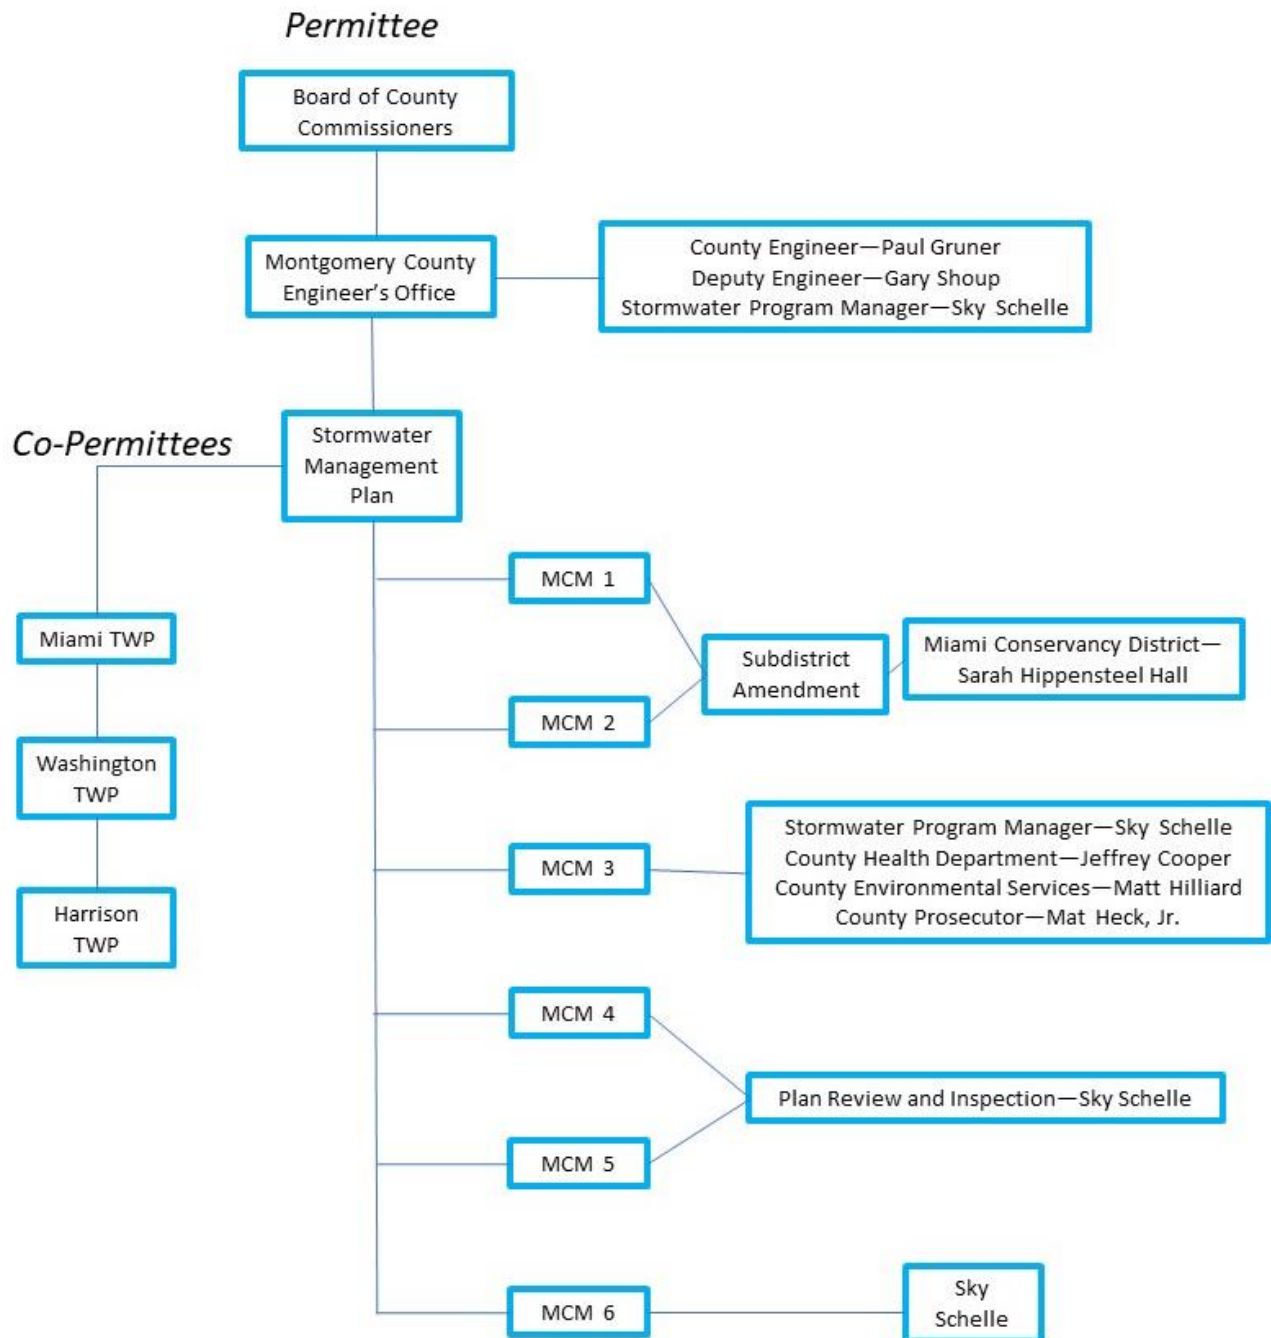 Permittee
Board of County
Commissioners
Montgomery County
Engineer’s Office
County Engineer—Paul Gruner
Deputy Engineer—Gary Shoup
Stormwater Program Manager—Sky Schelle
Co-Permittees
Stormwater
Management
Plan
Miami TWP
Washington
TWP
Harrison
TWP
MCM 1
MCM 2
Subdistrict
Amendment
Miami Conservancy District—
Sarah Hippensteel Hall
MCM 3
Stormwater Program Manager—Sky Schelle
County Health Department—Jeffrey Cooper
County Environmental Services—Matt Hilliard
County Prosecutor—Mat Heck, Jr.
MCM 4
MCM 5
Plan Review and Inspection—Sky Schelle
MCM 6
Sky
Schelle